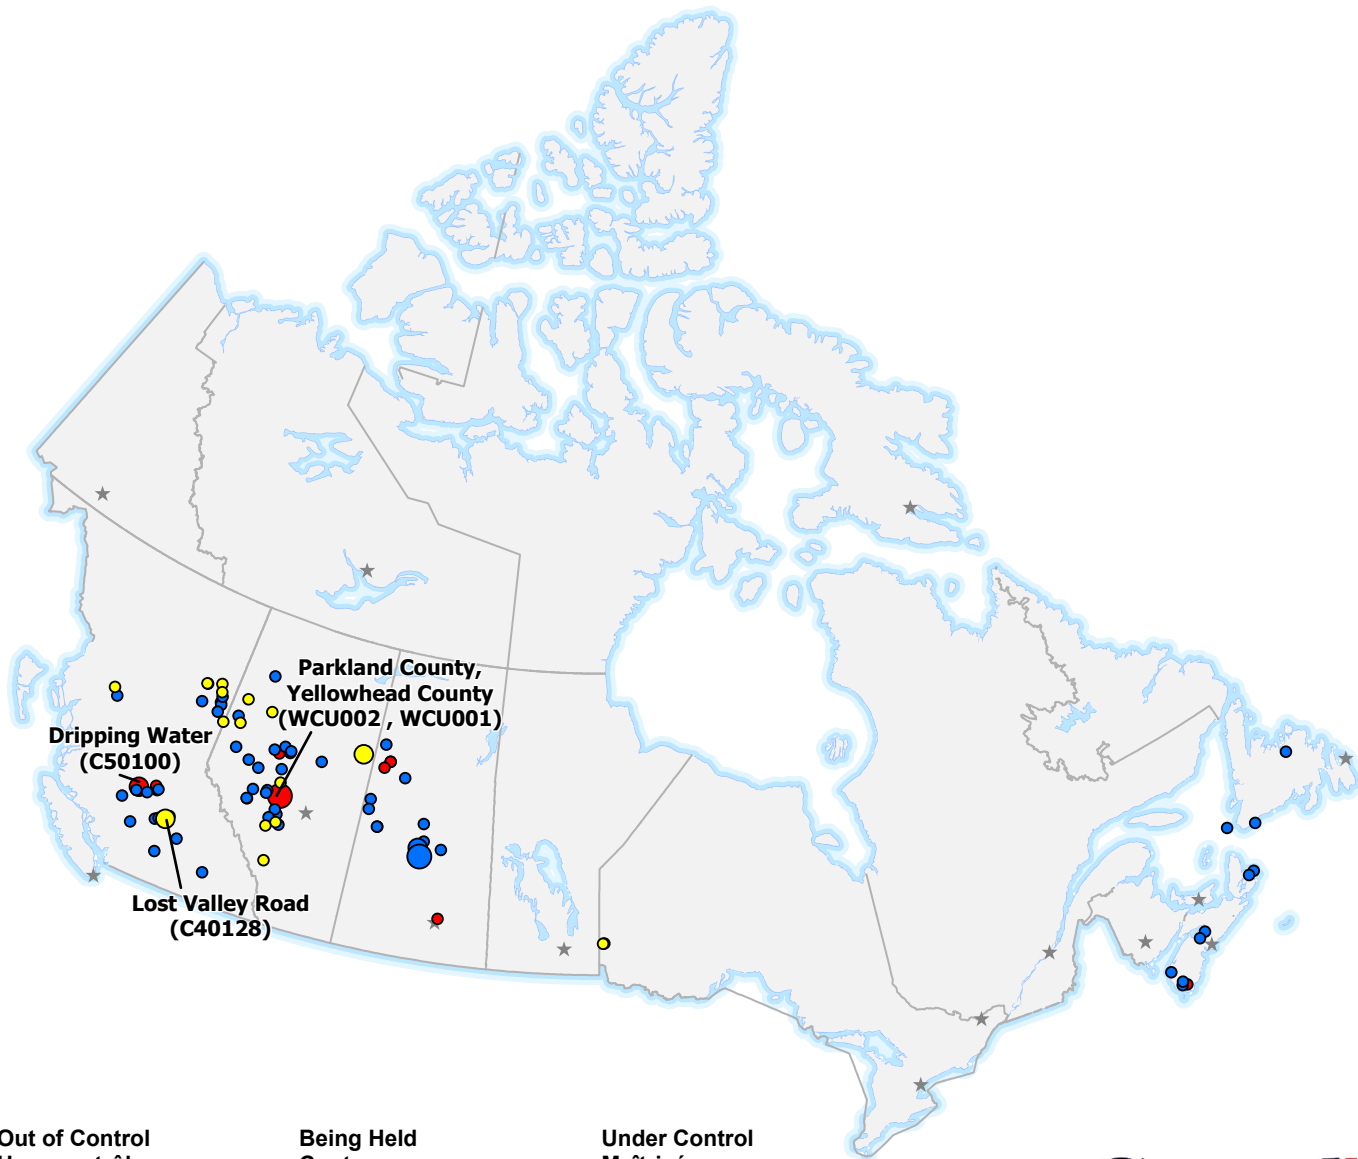 Parkland County,
Yellowhead County
(WCU002 , WCU001)
Dripping Water
(C50100)
Lost Valley Road
(C40128)
Out of Control
Being Held
Under Control